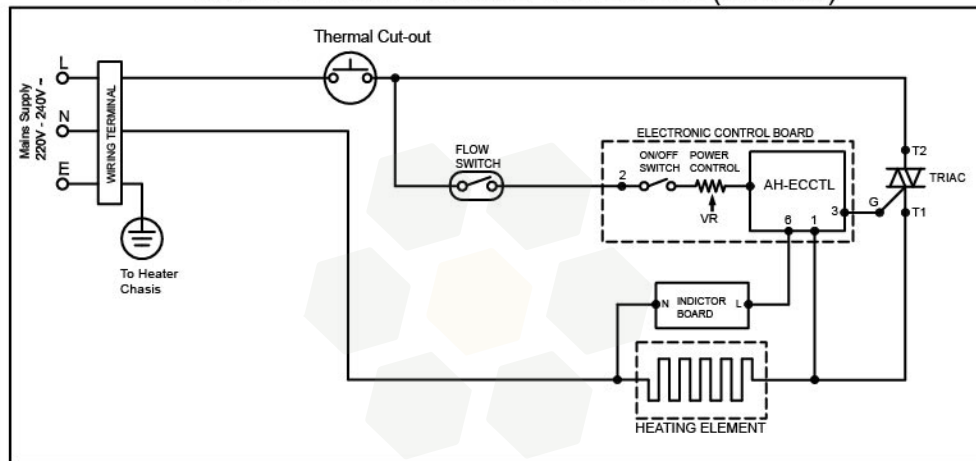 Thermal Cut-out
L
N
E
Mains Supply
220V - 240V ~
WIRING TERMINAL
To Heater
Chasis
FLOW
SWITCH
ELECTRONIC CONTROL BOARD
2
ON/OFF
SWITCH
POWER
CONTROL
VR
AH-ECCTL
3
6
1
G
T2
TRIAC
T1
N
INDICTOR
BOARD
L
HEATING ELEMENT